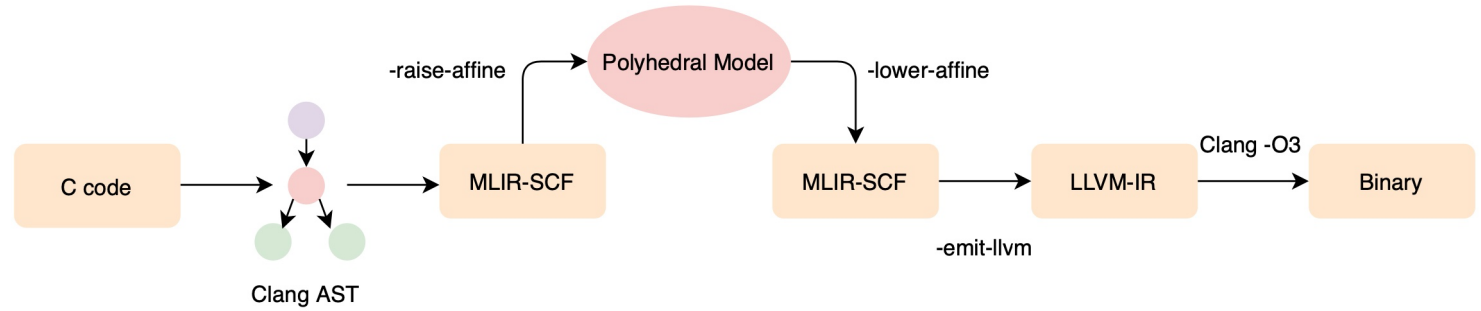 C code
Clang AST
MLIR-SCF
-raise-affine
Polyhedral Model
-lower-affine
MLIR-SCF
-emit-llvm
LLVM-IR
Clang -O3
Binary